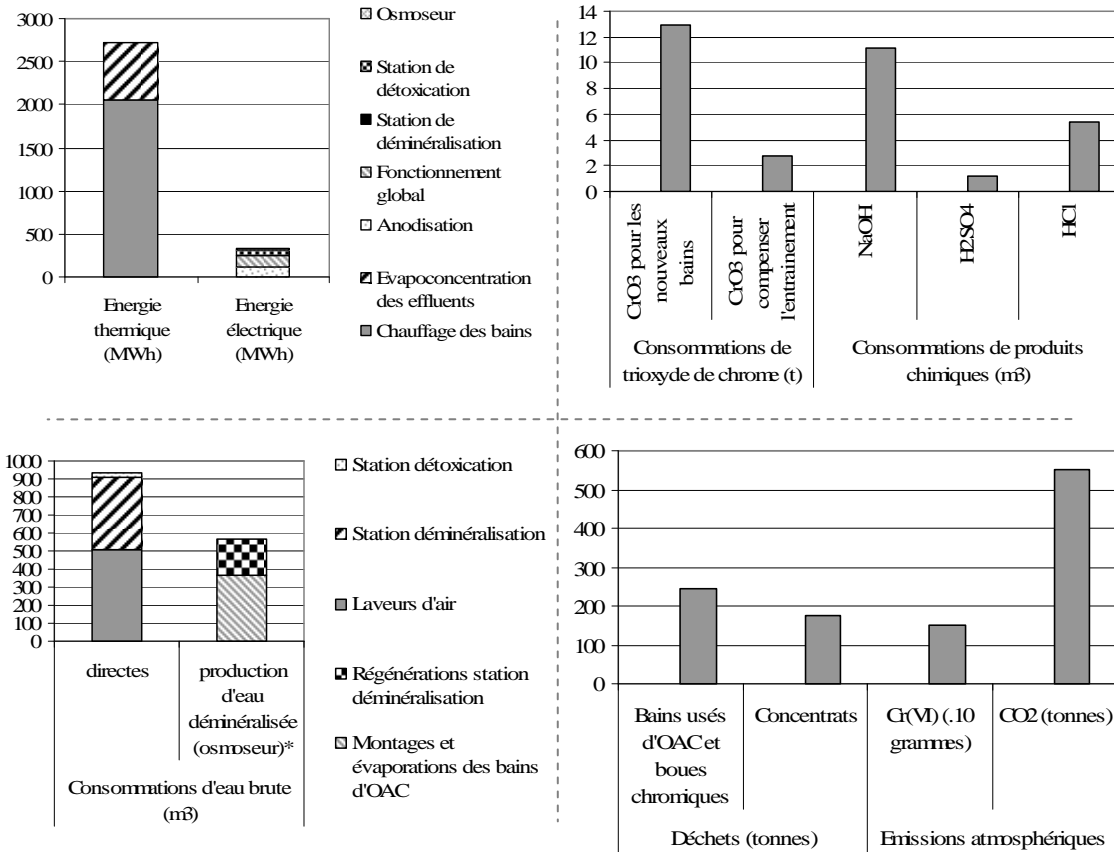 3000
2500
2000
1500
1000
500
0
Energie
thermique
(MWh)
Energie
électrique
(MWh)
Osmoseur
Station de
détoxication
Station de
déminéralisation
Fonctionnement
global
Anodisation
Evapoconcentration
des effluents
Chauffage des bains
14
12
10
8
6
4
2
0
CrO3 pour les
nouveaux
bains
CrO3 pour
compenser
l'entrainement
NaOH
H2SO4
HCl
Consommations de
trioxyde de chrome (t)
Consommations de produits
chimiques (m3)
1000
900
800
700
600
500
400
300
200
100
0
directes
production
d'eau
déminéralisée
(osmoseur)*
Consommations d'eau brute
(m3)
Station détoxication
Station déminéralisation
Laveurs d'air
Régénérations station
déminéralisation
Montages et
évaporations des bains
d'OAC
600
500
400
300
200
100
0
Bains usés
d'OAC et
boues
chromiques
Concentrats
Cr(VI) (.10
grammes)
CO2 (tonnes)
Déchets (tonnes)
Emissions atmosphériques